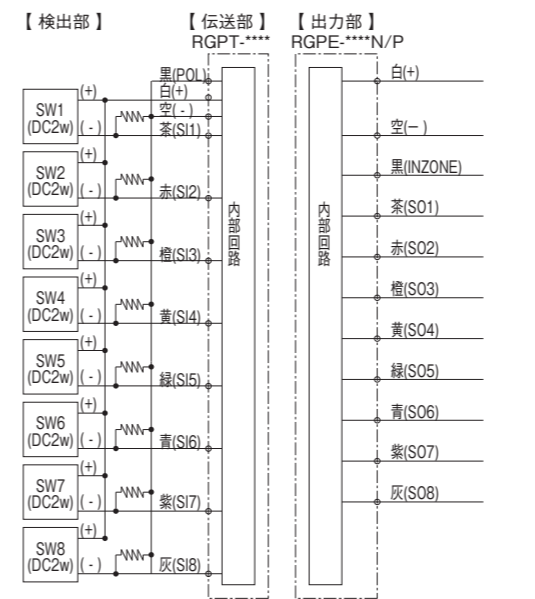 【 検出部 】
【 伝送部 】
【 出力部 】
RGPT-****
RGPE-****N/P
黒(POL)
白(+)
空( - )
茶(SI1)
SW1
(DC2w)
(+)
( - )
SW2
(DC2w)
(+)
( - )
赤(SI2)
SW3
(DC2w)
(+)
( - )
橙(SI3)
SW4
(DC2w)
(+)
( - )
黄(SI4)
SW5
(DC2w)
(+)
( - )
緑(SI5)
SW6
(DC2w)
(+)
( - )
青(SI6)
SW7
(DC2w)
(+)
( - )
紫(SI7)
SW8
(DC2w)
(+)
( - )
灰(SI8)
内部回路
内部回路
白(+)
空(− )
黒(INZONE)
茶(SO1)
赤(SO2)
橙(SO3)
黄(SO4)
緑(SO5)
青(SO6)
紫(SO7)
灰(SO8)